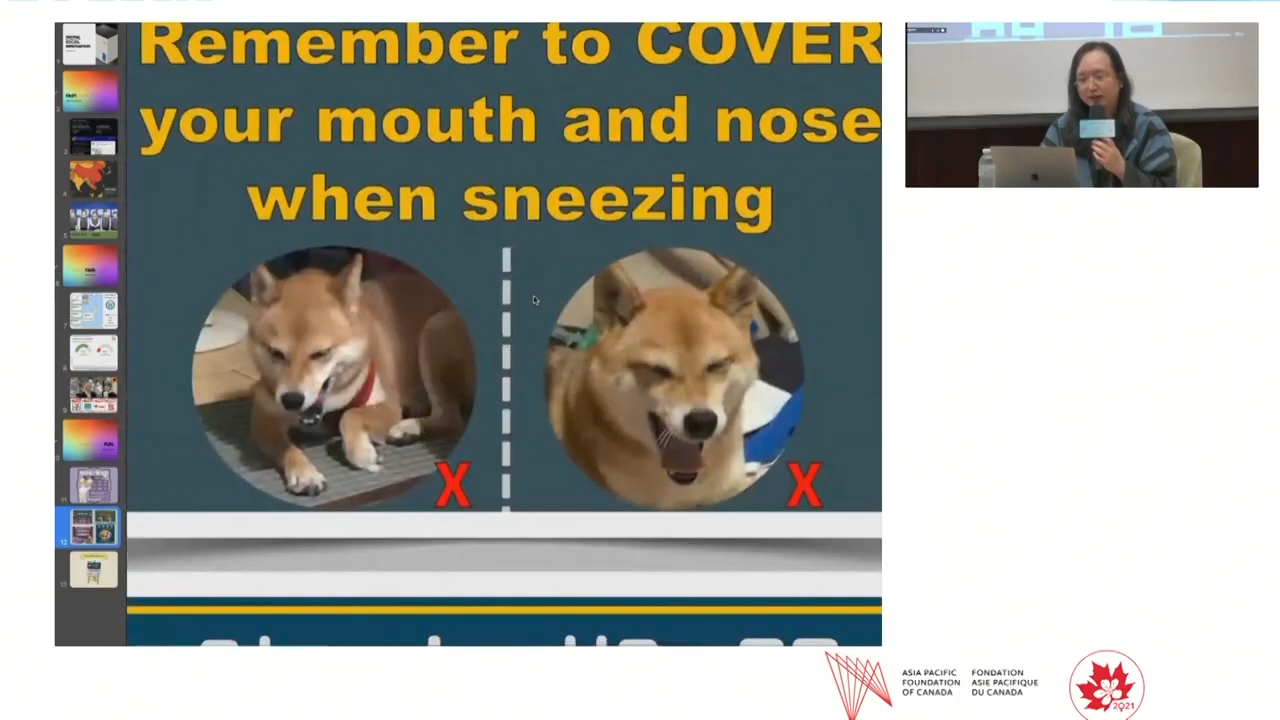 Remember to COVER
your mouth and nose
when sneezing
X
X
ASIA PACIFIC
FOUNDATION
OF CANADA
FONDATION
ASIE PACIFIQUE
DU CANADA
2021